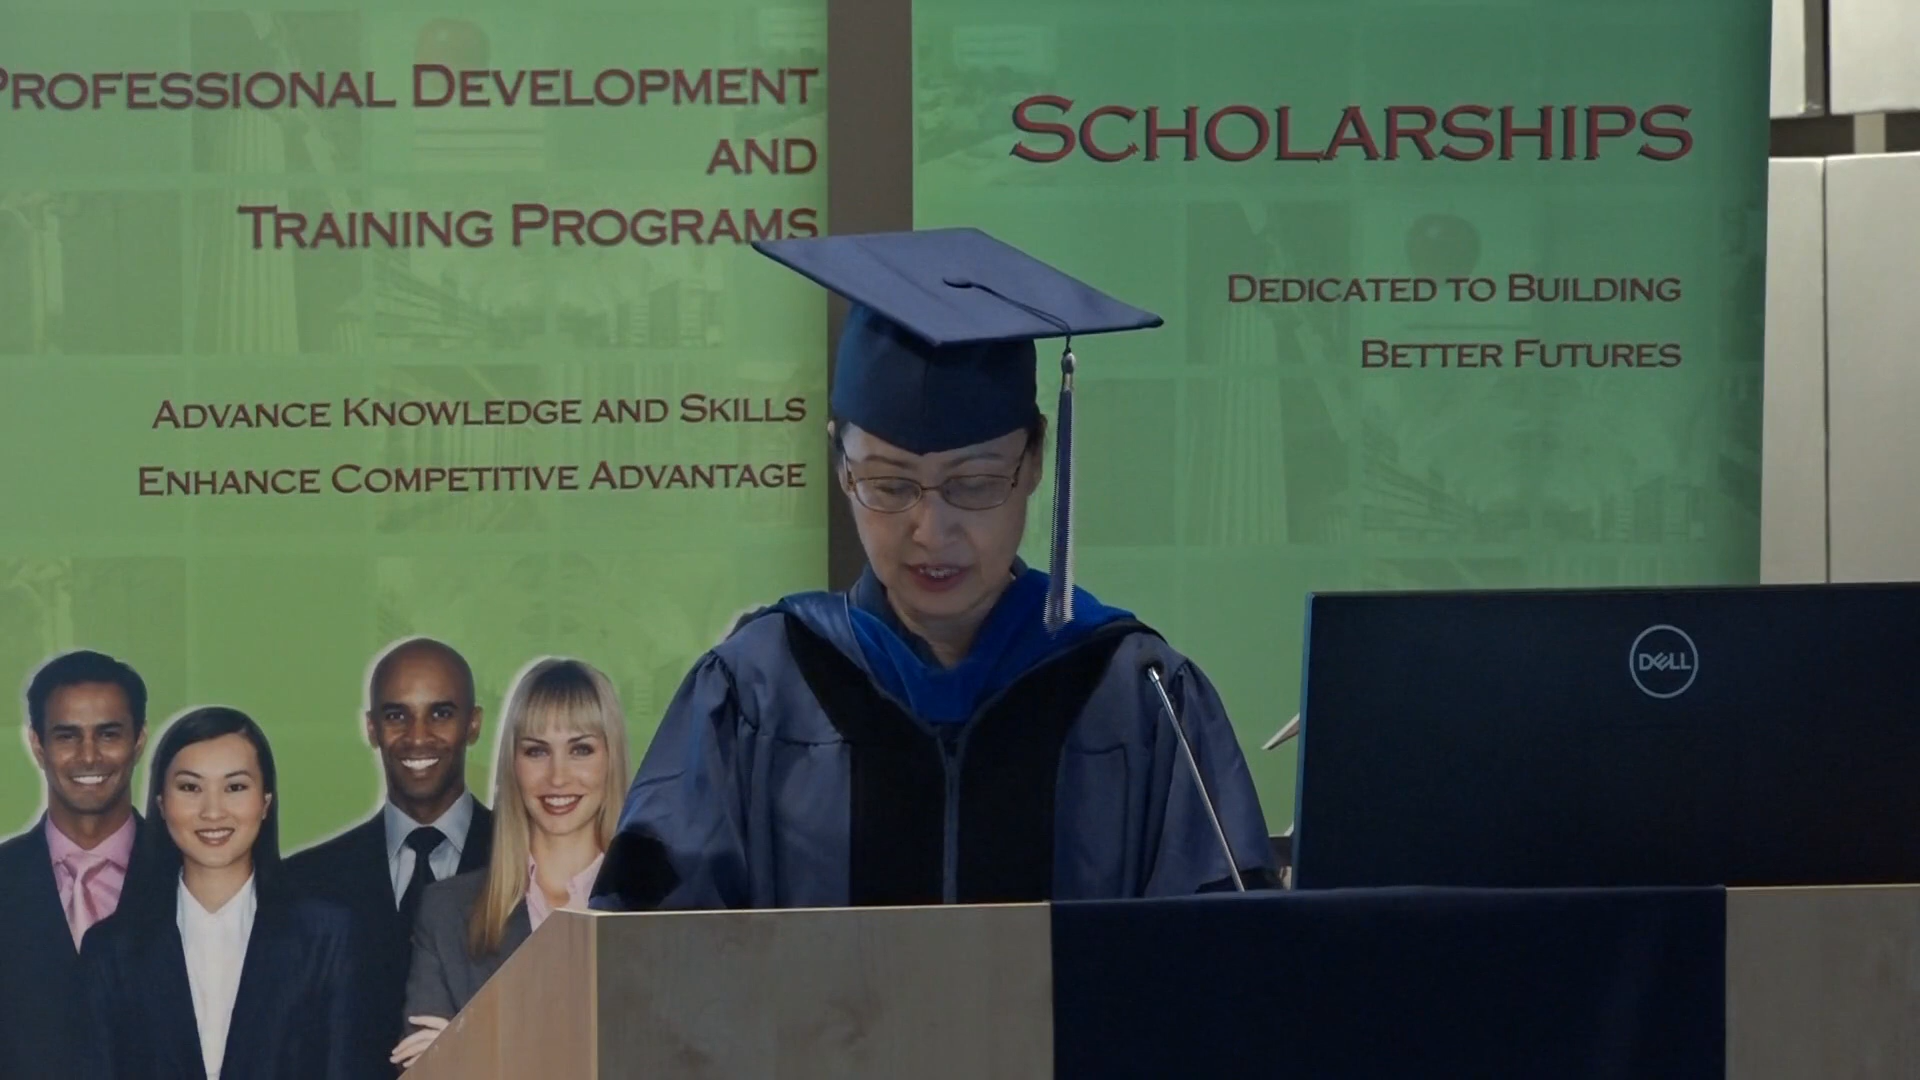 PROFESSIONAL DEVELOPMENT
AND
TRAINING PROGRAMS
ADVANCE KNOWLEDGE AND SKILLS
ENHANCE COMPETITIVE ADVANTAGE
SCHOLARSHIPS
DEDICATED TO BUILDING
BETTER FUTURES
DELL